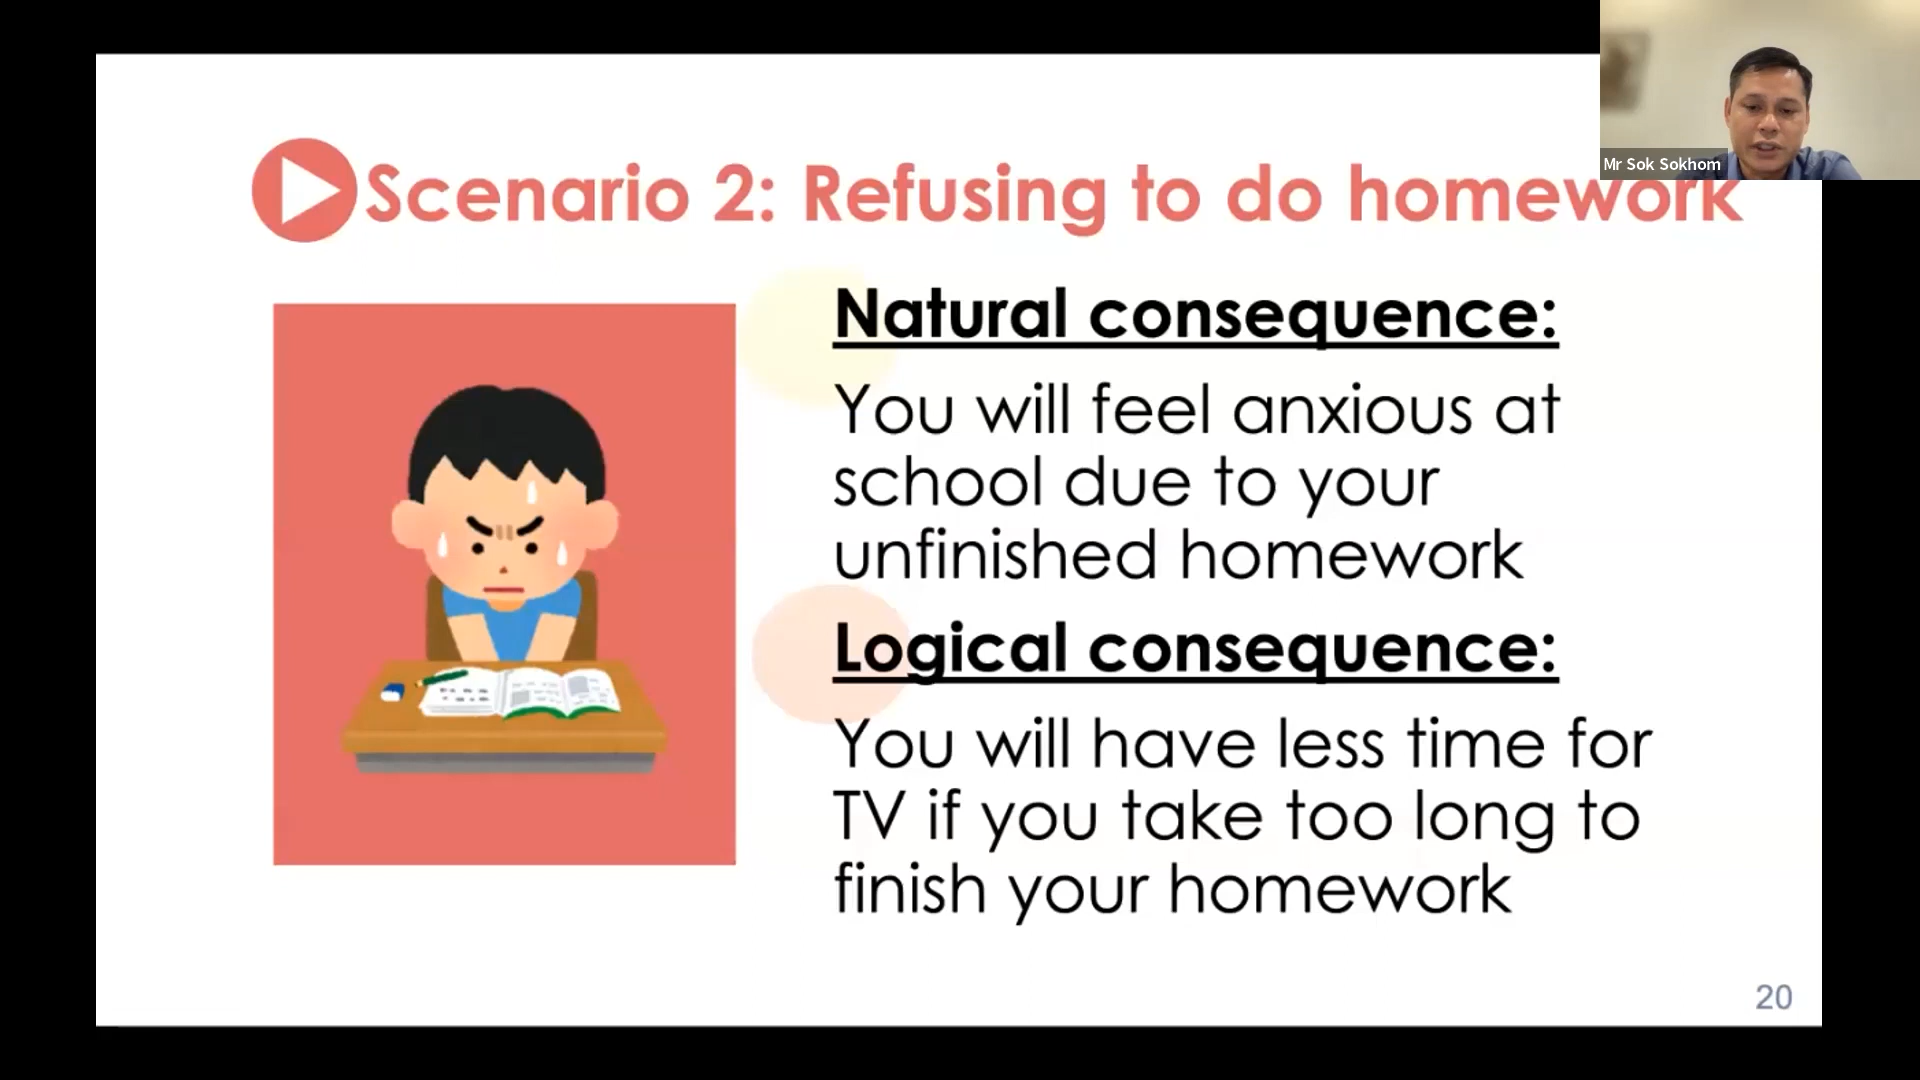 Mr Sok Sokhom
Scenario 2: Refusing to do homework
Natural consequence:
You will feel anxious at
school due to your
unfinished homework
Logical consequence:
You will have less time for
TV if you take too long to
finish your homework
20